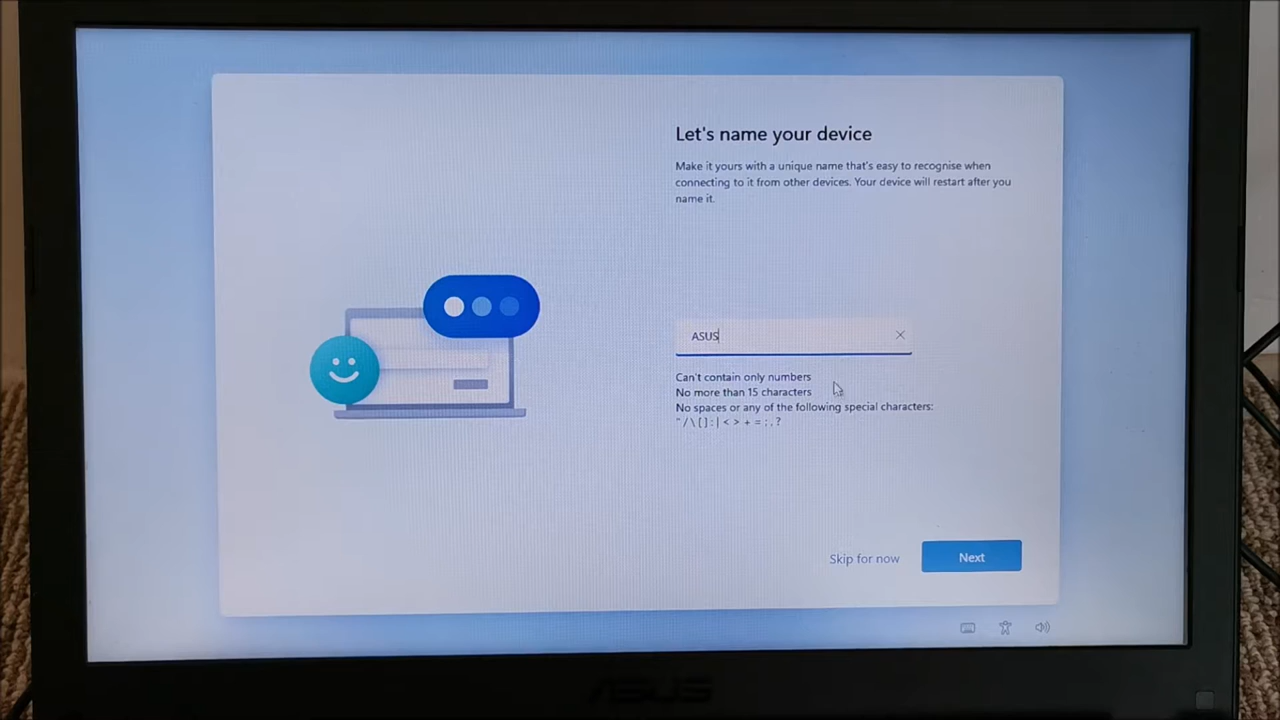 Let's name your device
Make it yours with a unique name that's easy to recognise when
connecting to it from other devices. Your device will restart after you
name it.
ASUS
Can't contain only numbers
No more than 15 characters
No spaces or any of the following special characters:
" / \ [ ] : | < > + = ; , ?
Skip for now
Next
ASUS